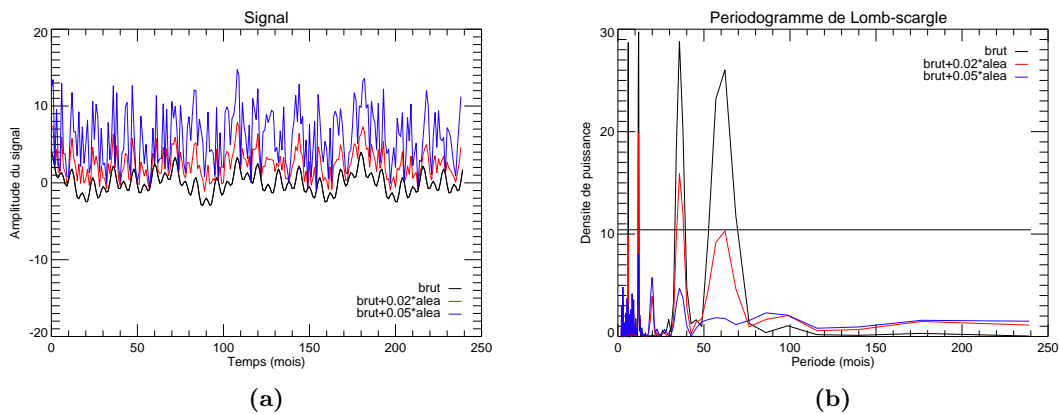 Signal
Amplitude du signal
20
10
0
-10
-20
0
50
100
150
200
250
Temps (mois)
brut
brut+0.02*alea
brut+0.05*alea
(a)
Periodogramme de Lomb-scargle
Densite de puissance
30
20
10
0
0
50
100
150
200
250
Periode (mois)
brut
brut+0.02*alea
brut+0.05*alea
(b)